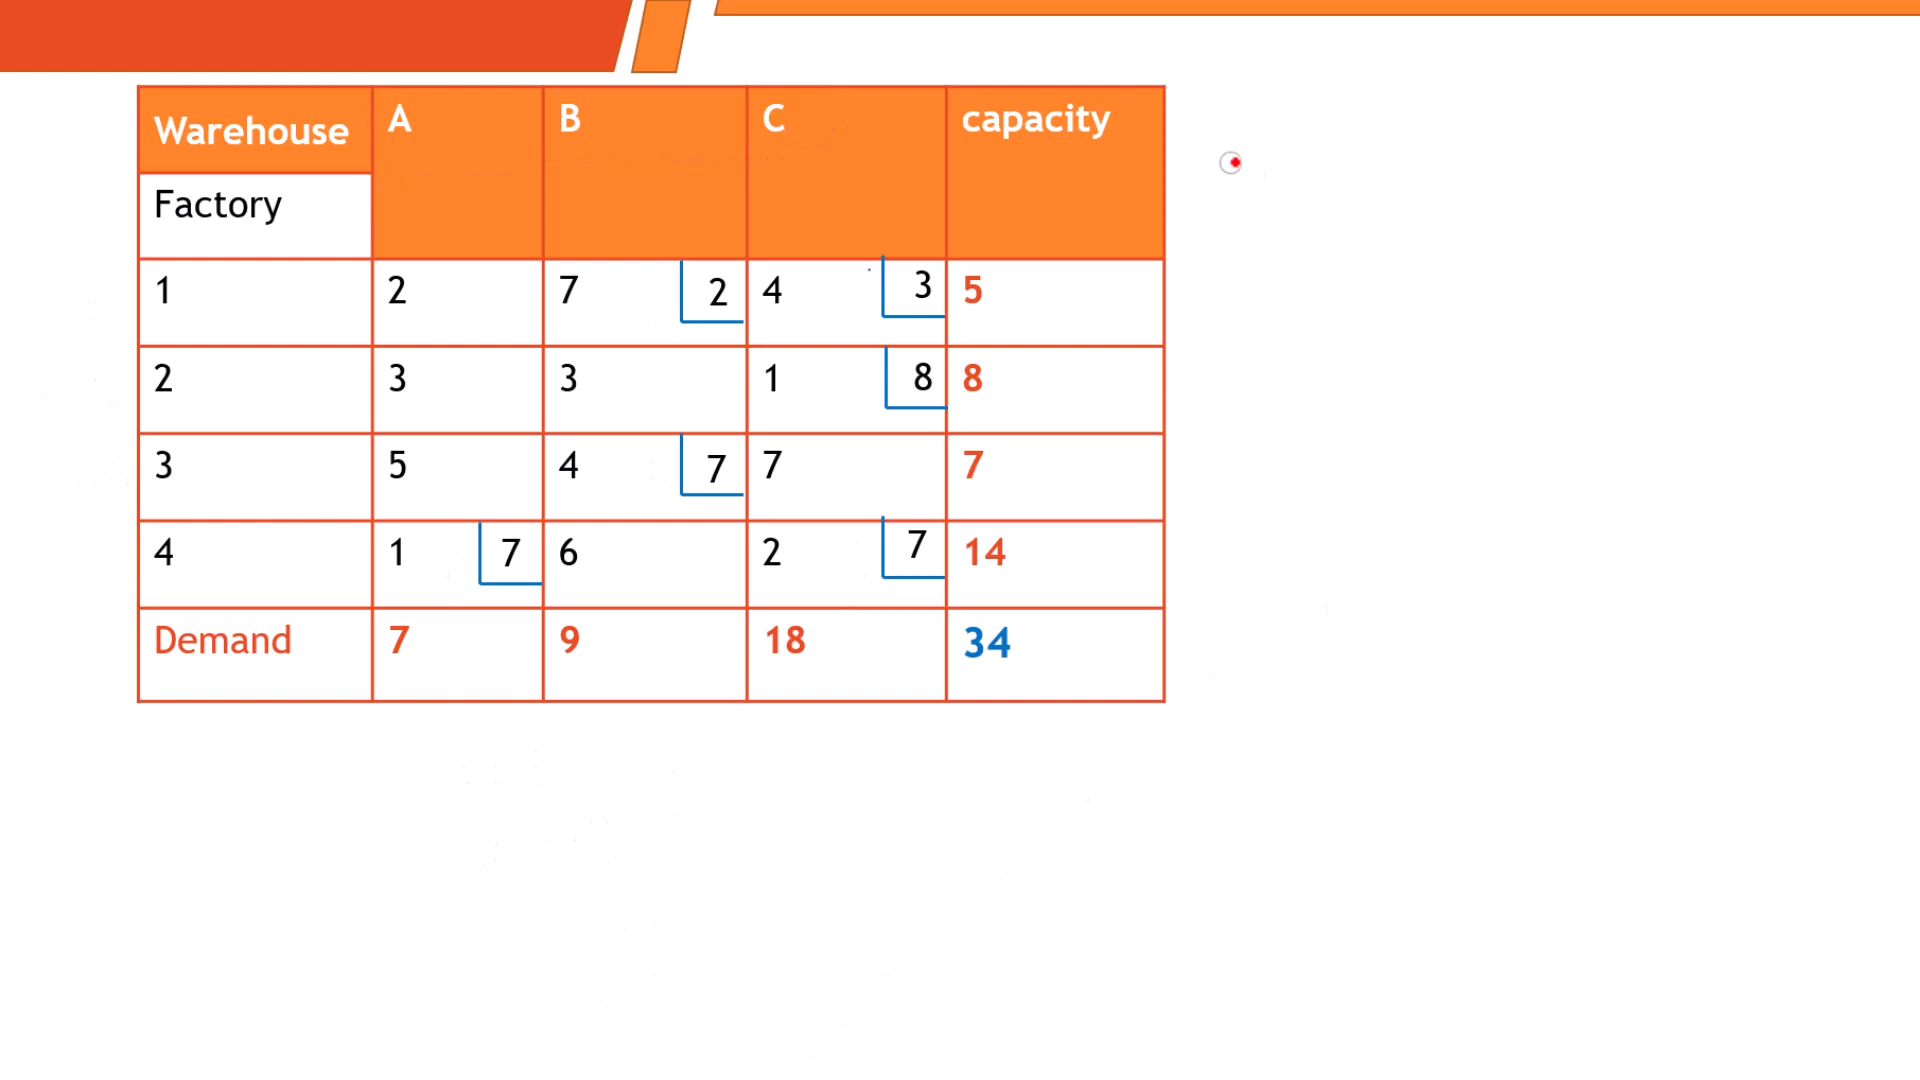 Warehouse A B C capacity
Factory
1 2 7 2 4 3 5
2 3 3 1 8 8
3 5 4 7 7 7
4 1 7 6 2 7 14
Demand 7 9 18 34